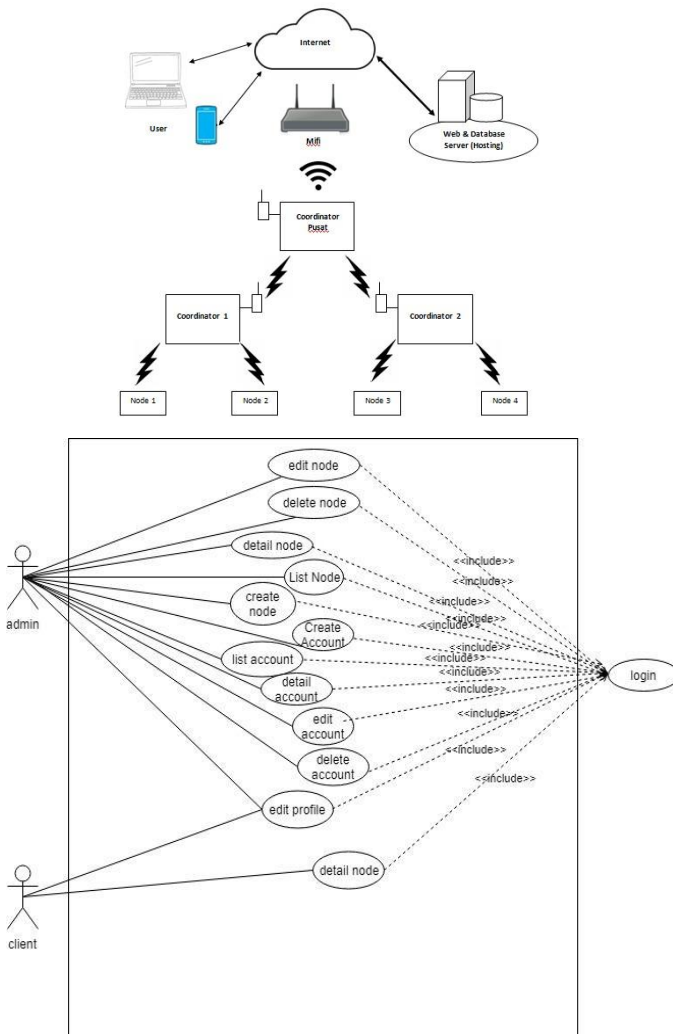 Internet
User
Mifi
Web & Database
Server (Hosting)
Coordinator
Pusat
Coordinator 1
Coordinator 2
Node 1
Node 2
Node 3
Node 4
edit node
delete node
detail node
<<include>>
List Node
<<include>>
admin
create
node
<<include>>
<<include>>
Create
Account
<<include>>
list account
<<include>>
<<include>>
detail
account
<<include>>
login
<<include>>
edit
account
<<include>>
delete
account
<<include>>
edit profile
<<include>>
detail node
client